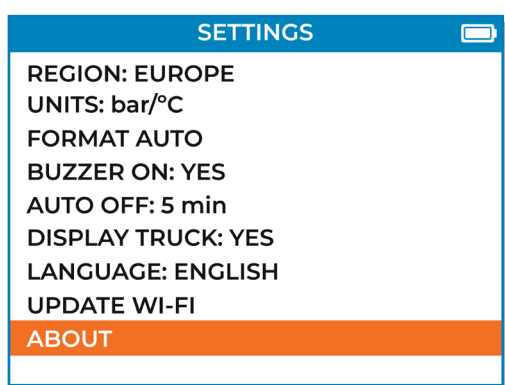 SETTINGS
REGION: EUROPE
UNITS: bar/°C
FORMAT AUTO
BUZZER ON: YES
AUTO OFF: 5 min
DISPLAY TRUCK: YES
LANGUAGE: ENGLISH
UPDATE WI-FI
ABOUT